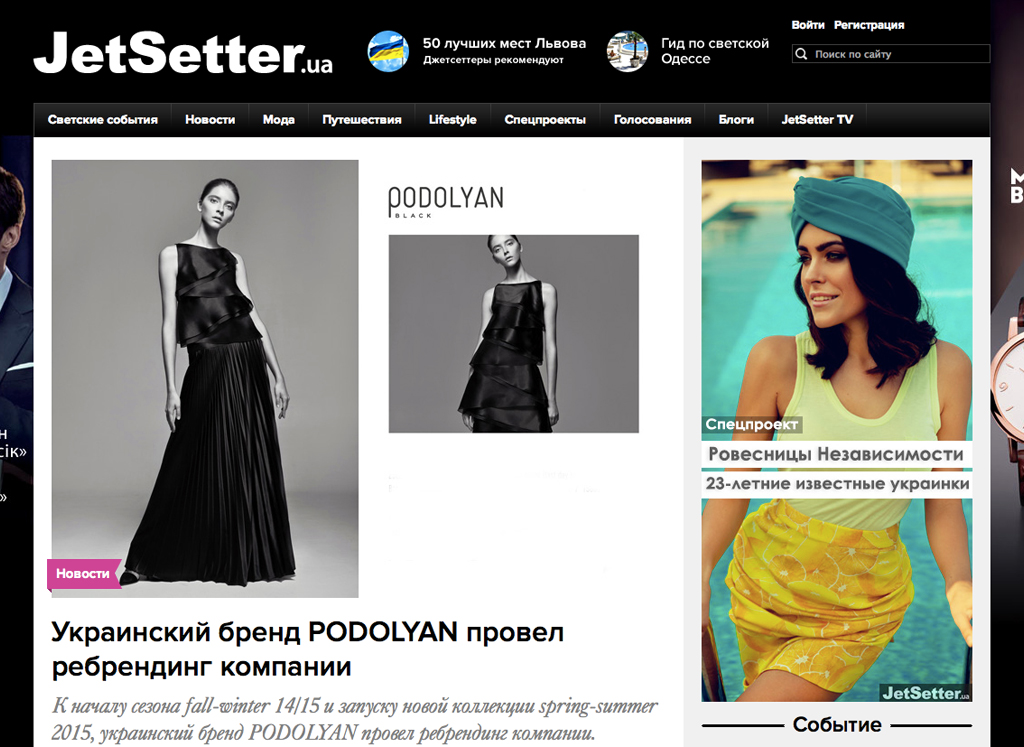 JetSetter.ua
50 лучших мест Львова
Джетсеттеры рекомендуют
Гид по светской
Одессе
Войти Регистрация
Поиск по сайту
Светские события Новости Мода Путешествия Lifestyle Спецпроекты Голосования Блоги JetSetter TV
PODOLYAN
BLACK
Новости
Украинский бренд PODOLYAN провел
ребрендинг компании
К началу сезона fall-winter 14/15 и запуску новой коллекции spring-summer
2015, украинский бренд PODOLYAN провел ребрендинг компании.
Спецпроект
Ровесницы Независимости
23-летние известные украинки
JetSetter.ua
Событие